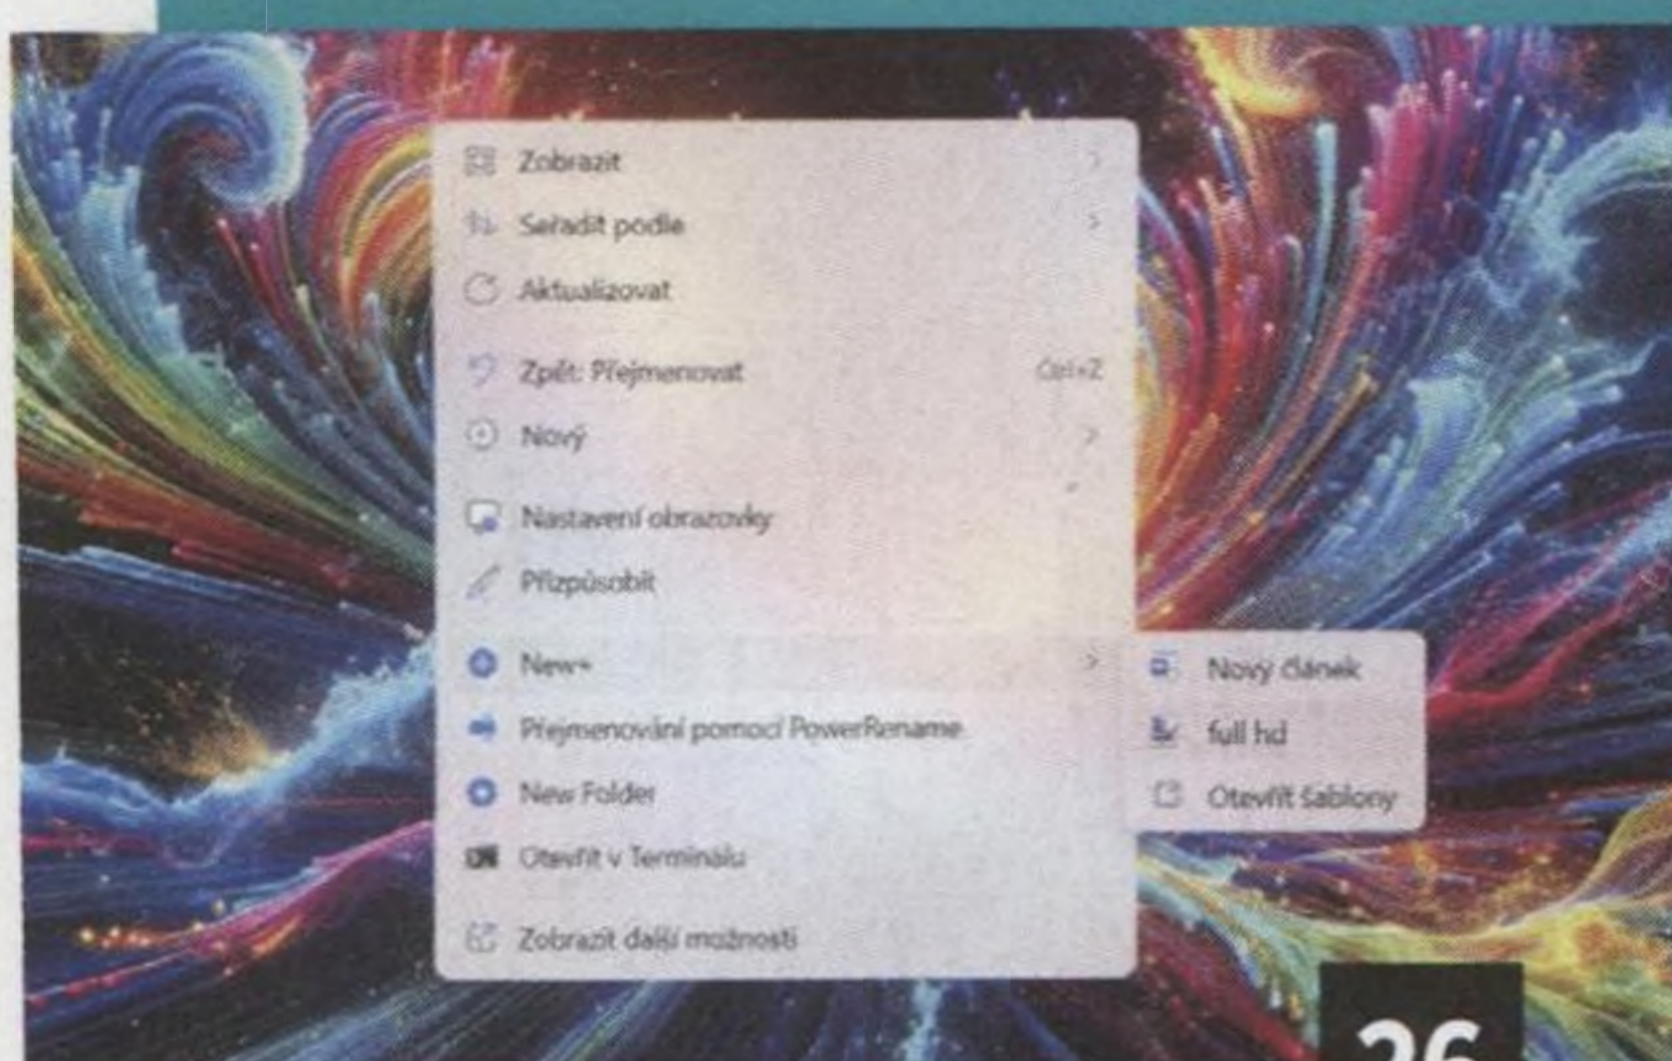 Zobrazit
Seřadit podle
Aktualizovat
Zpět: Přejmenovat Ctrl+Z
Nový
Nastavení obrazovky
Přizpůsobit
New+
Nový článek
Přejmenování pomocí PowerRename
full hd
New Folder
Otevřít šablony
Otevřít v Terminálu
Zobrazit další možnosti
26